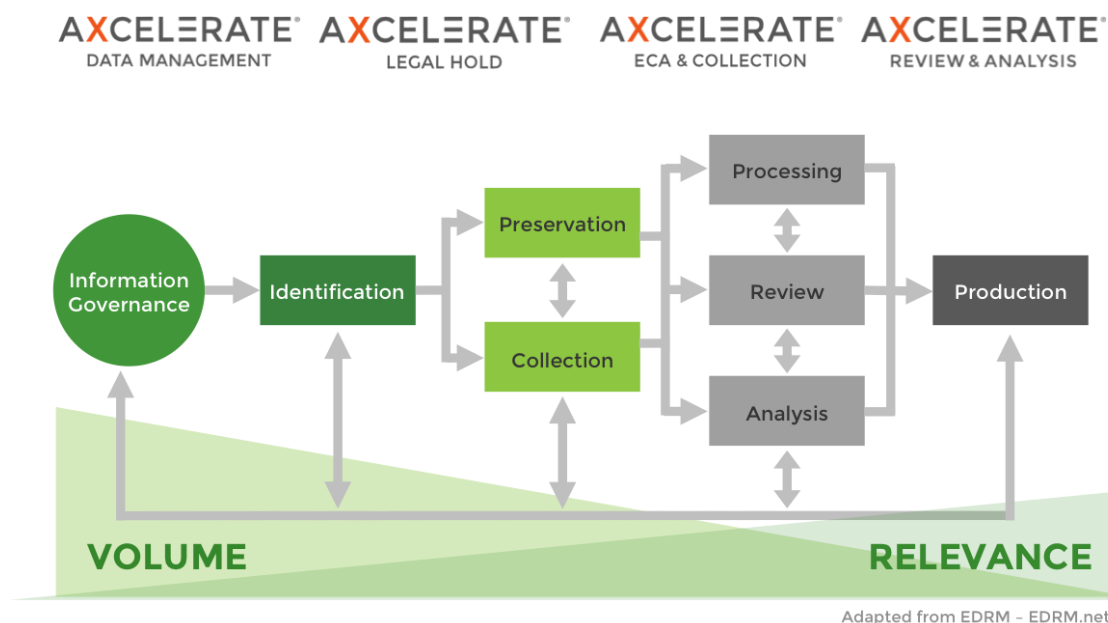 AXCELERATE®
DATA MANAGEMENT
AXCELERATE®
LEGAL HOLD
AXCELERATE®
ECA & COLLECTION
AXCELERATE®
REVIEW & ANALYSIS
Information
Governance
Identification
Preservation
Collection
Processing
Review
Analysis
Production
VOLUME
RELEVANCE
Adapted from EDRM - EDRM.net